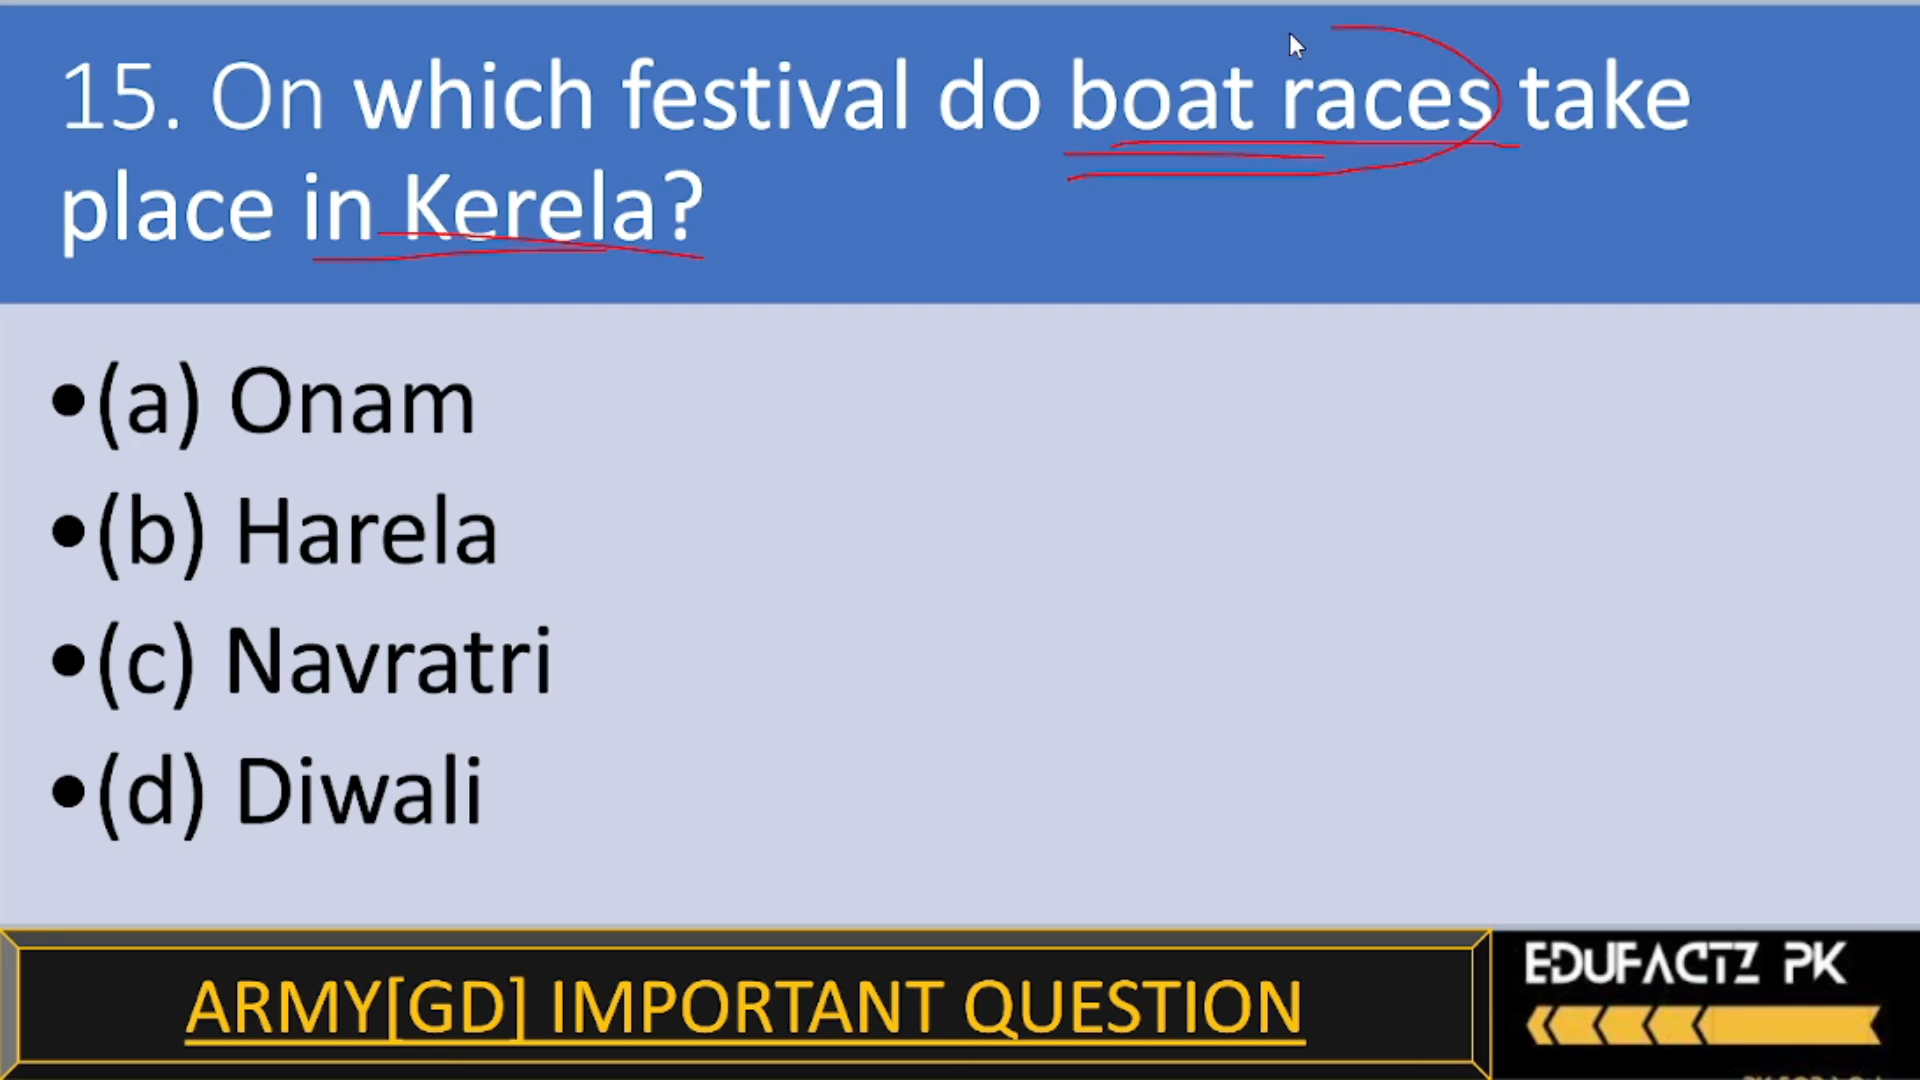 15. On which festival do boat races take
place in Kerela?
•(a) Onam
•(b) Harela
•(c) Navratri
•(d) Diwali
ARMY[GD] IMPORTANT QUESTION
EDUFACTZ PK